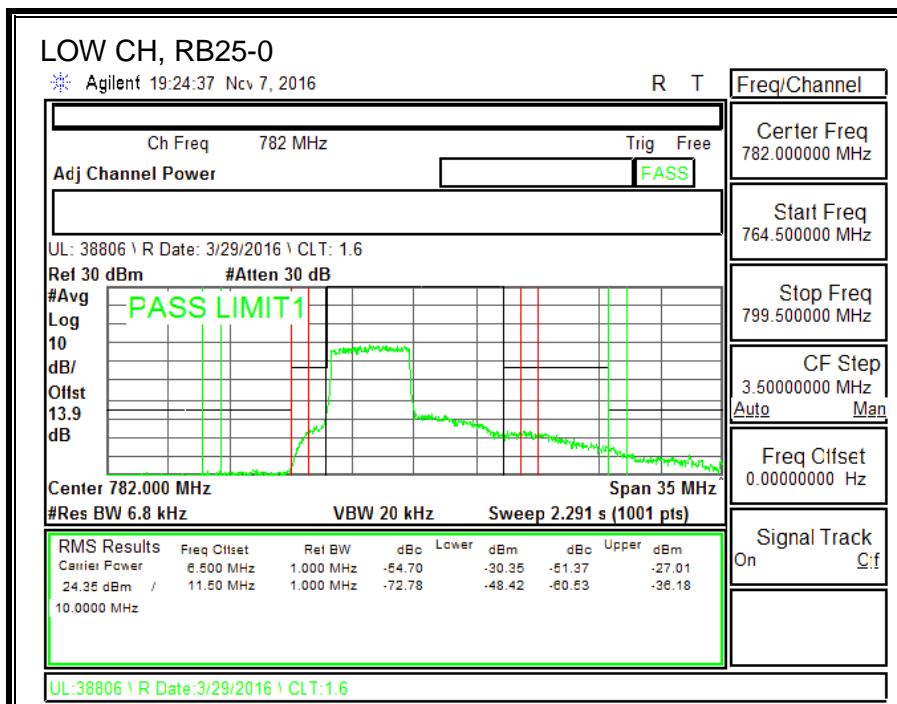 LOW CH, RB25-0
Agilent 19:24:37 Nov 7, 2016 R T
Freq/Channel
Ch Freq 782 MHz Trig Free
Adj Channel Power PASS
Center Freq
782.000000 MHz
Start Freq
764.500000 MHz
Stop Freq
799.500000 MHz
CF Step
3.50000000 MHz
Auto Man
Freq Offset
0.00000000 Hz
Signal Track
On Off
UL: 38806 \ R Date: 3/29/2016 \ CLT: 1.6
Ref 30 dBm #Atten 30 dB
#Avg
Log
10
dB/
Offst
13.9
dB
PASS LIMIT1
Center 782.000 MHz Span 35 MHz
#Res BW 6.8 kHz VBW 20 kHz Sweep 2.291 s (1001 pts)
RMS Results Freq Offset Ref BW dBc Lower dBm dBc Upper dBm
Carrier Power 6.500 MHz 1.000 MHz -54.70 -30.35 -51.37 -27.01
24.35 dBm / 11.50 MHz 1.000 MHz -72.78 -48.42 -60.53 -36.18
10.0000 MHz
UL:38806 \ R Date:3/29/2016 \ CLT:1.6